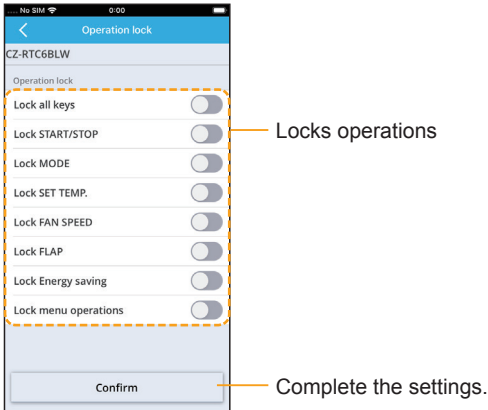 .... No SIM 0:00
Operation lock
CZ-RTC6BLW
Operation lock
Lock all keys
Lock START/STOP
Locks operations
Lock MODE
Lock SET TEMP.
Lock FAN SPEED
Lock FLAP
Lock Energy saving
Lock menu operations
Confirm
Complete the settings.